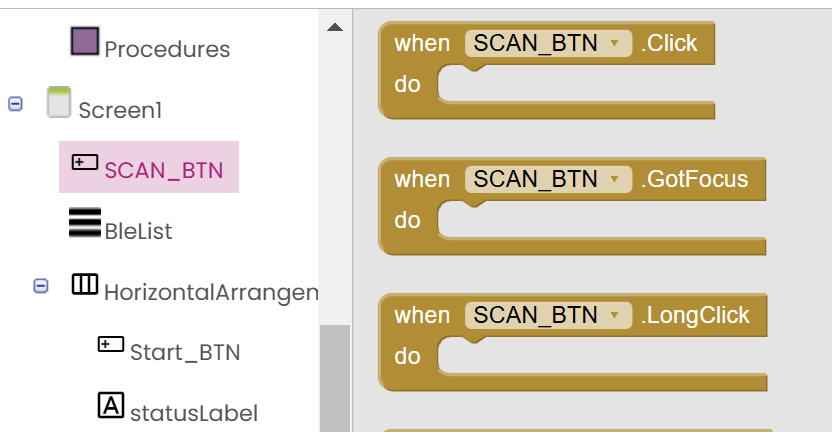 Procedures
Screen1
SCAN_BTN
BleList
HorizontalArrangen
Start_BTN
A statusLabel
when SCAN_BTN .Click
do
when SCAN_BTN .GotFocus
do
when SCAN_BTN .LongClick
do